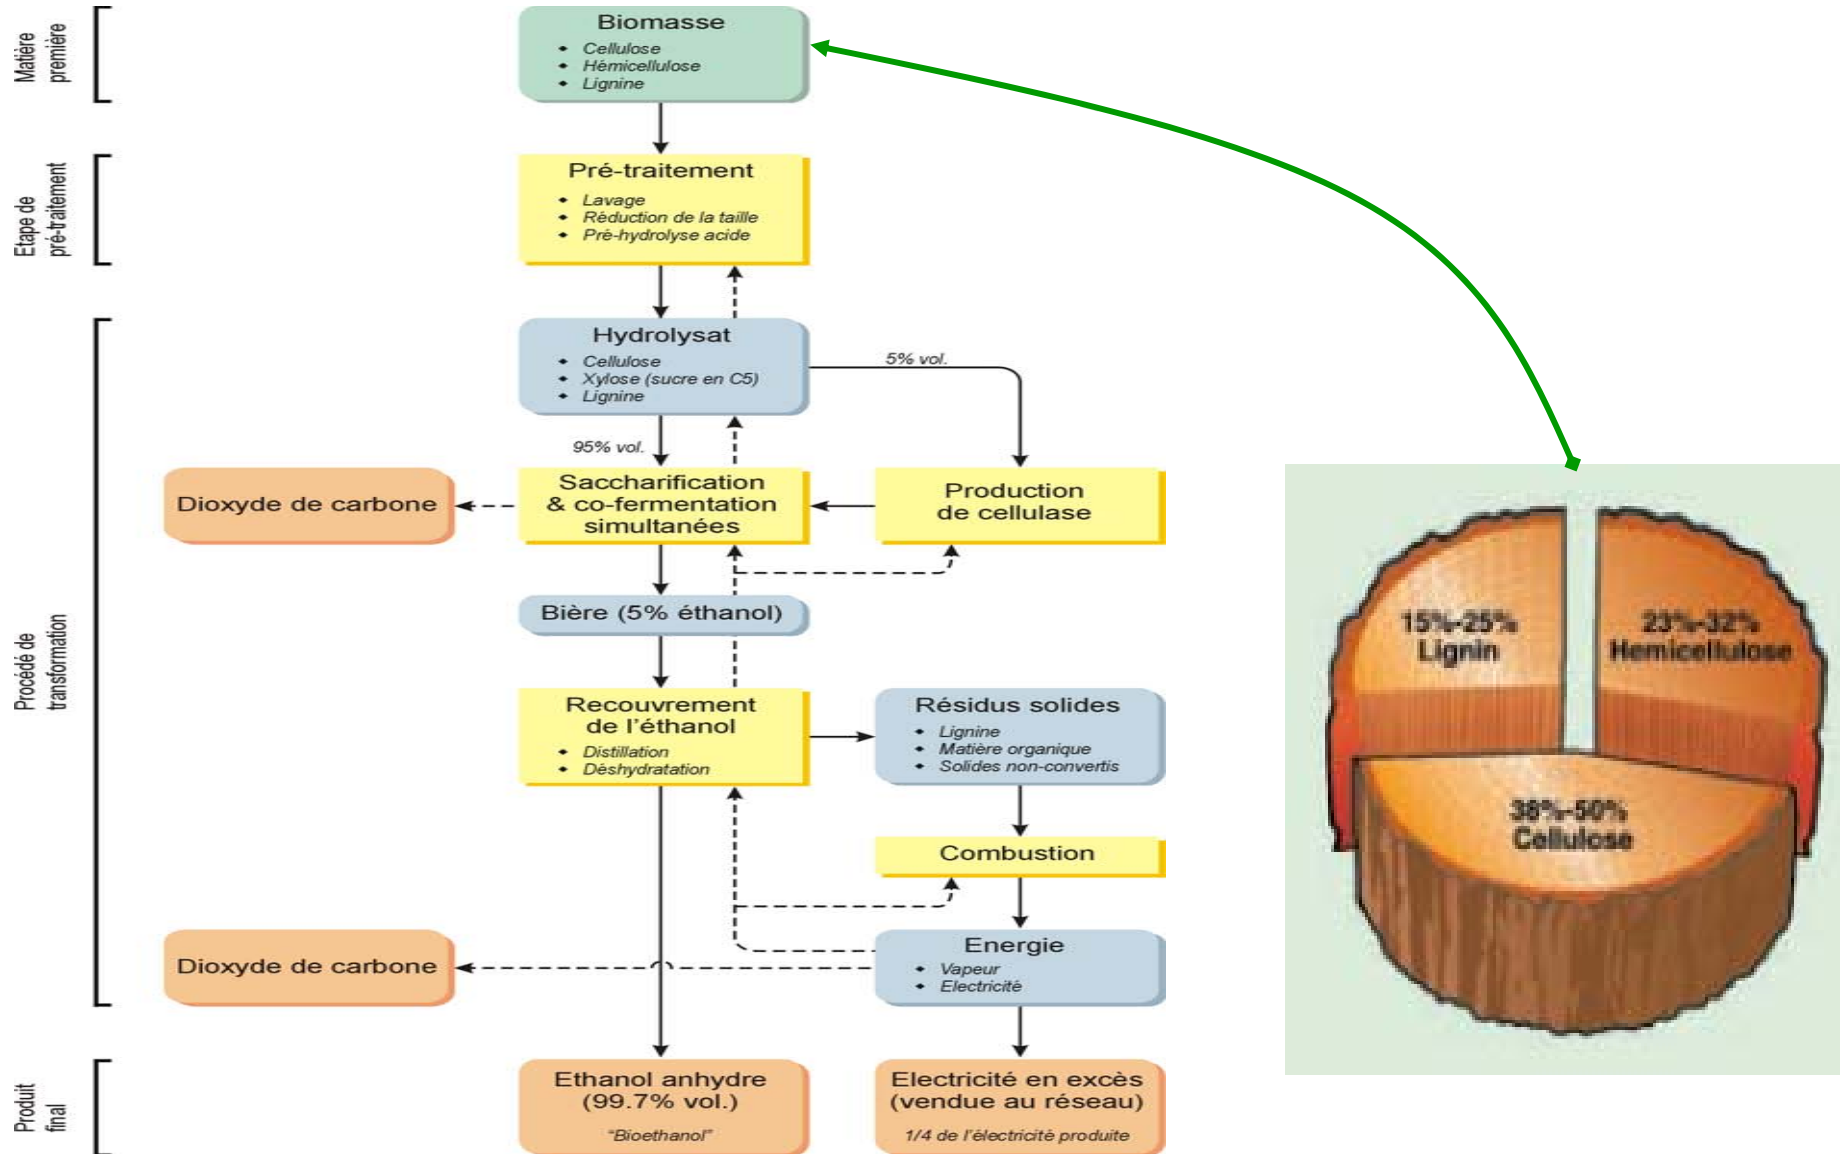 Matière
première
Biomasse
Cellulose
Hémicellulose
Lignine
Etape de
pré-traitement
Pré-traitement
Lavage
Réduction de la taille
Pré-hydrolyse acide
Procédé de
transformation
Hydrolysat
Cellulose
Xylose (sucre en C5)
Lignine
5% vol.
95% vol.
Dioxyde de carbone
Saccharification
& co-fermentation
simultanées
Production
de cellulase
Bière (5% éthanol)
Recouvrement
de l'éthanol
Distillation
Déshydratation
Résidus solides
Lignine
Matière organique
Solides non-convertis
Combustion
Dioxyde de carbone
Energie
Vapeur
Electricité
Produit
final
Ethanol anhydre
(99.7% vol.)
"Bioethanol"
Electricité en excès
(vendue au réseau)
1/4 de l'électricité produite
15%-25%
Lignin
23%-32%
Hemicellulose
38%-50%
Cellulose